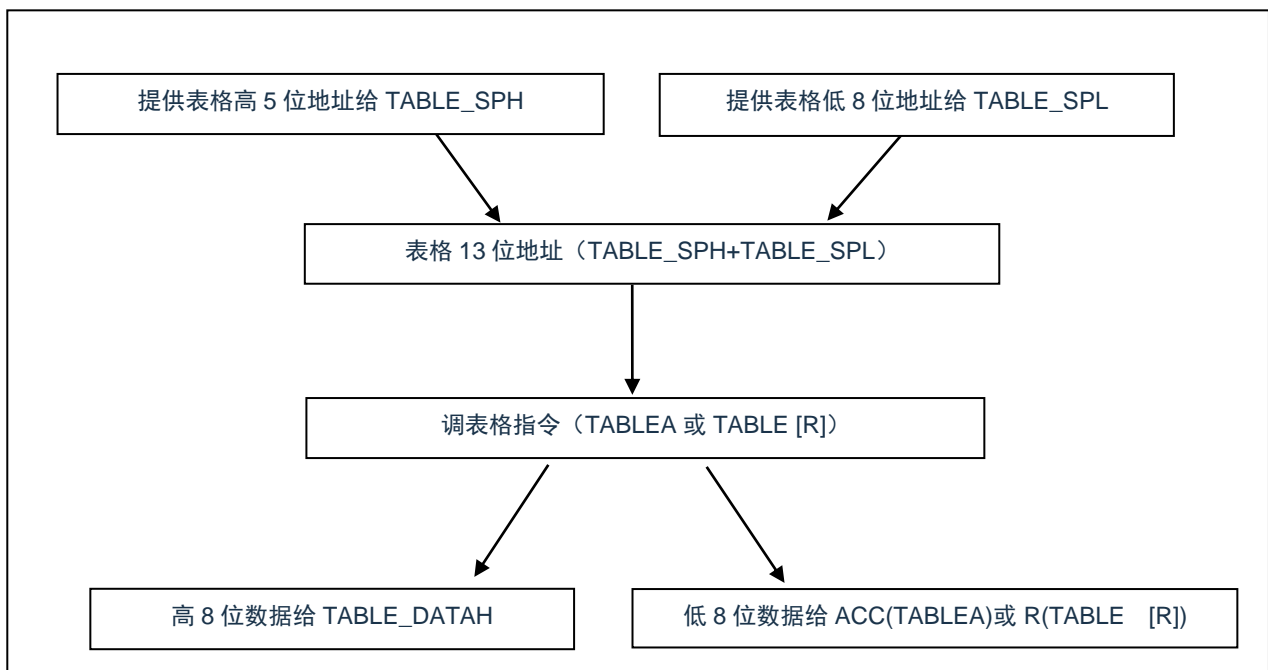 提供表格高 5 位地址给 TABLE_SPH
提供表格低 8 位地址给 TABLE_SPL
表格 13 位地址（TABLE_SPH+TABLE_SPL）
调表格指令（TABLEA 或 TABLE [R]）
高 8 位数据给 TABLE_DATAH
低 8 位数据给 ACC(TABLEA)或 R(TABLE [R])